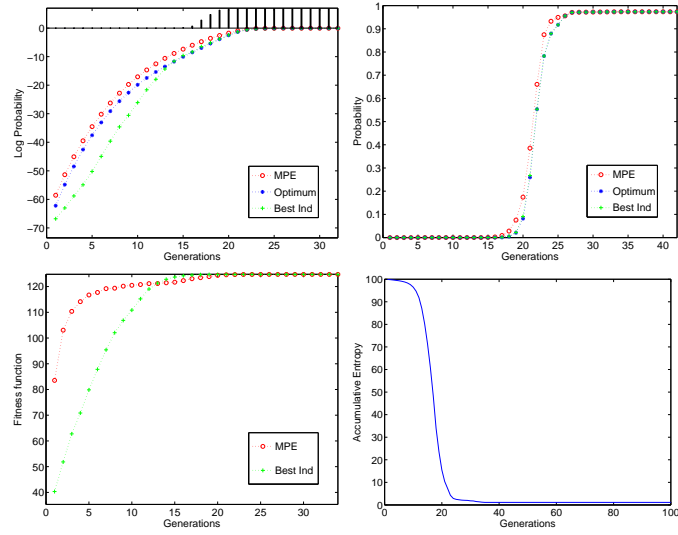 0
−10
−20
−30
−40
−50
−60
−70
0 5 10 15 20 25 30
Log Probability
Generations
MPE
Optimum
Best Ind
1
0.9
0.8
0.7
0.6
0.5
0.4
0.3
0.2
0.1
0
0 5 10 15 20 25 30 35 40
Probability
Generations
MPE
Optimum
Best Ind
120
110
100
90
80
70
60
50
40
0 5 10 15 20 25 30
Fitness function
Generations
MPE
Best Ind
100
90
80
70
60
50
40
30
20
10
0
0 20 40 60 80 100
Accumulative Entropy
Generations